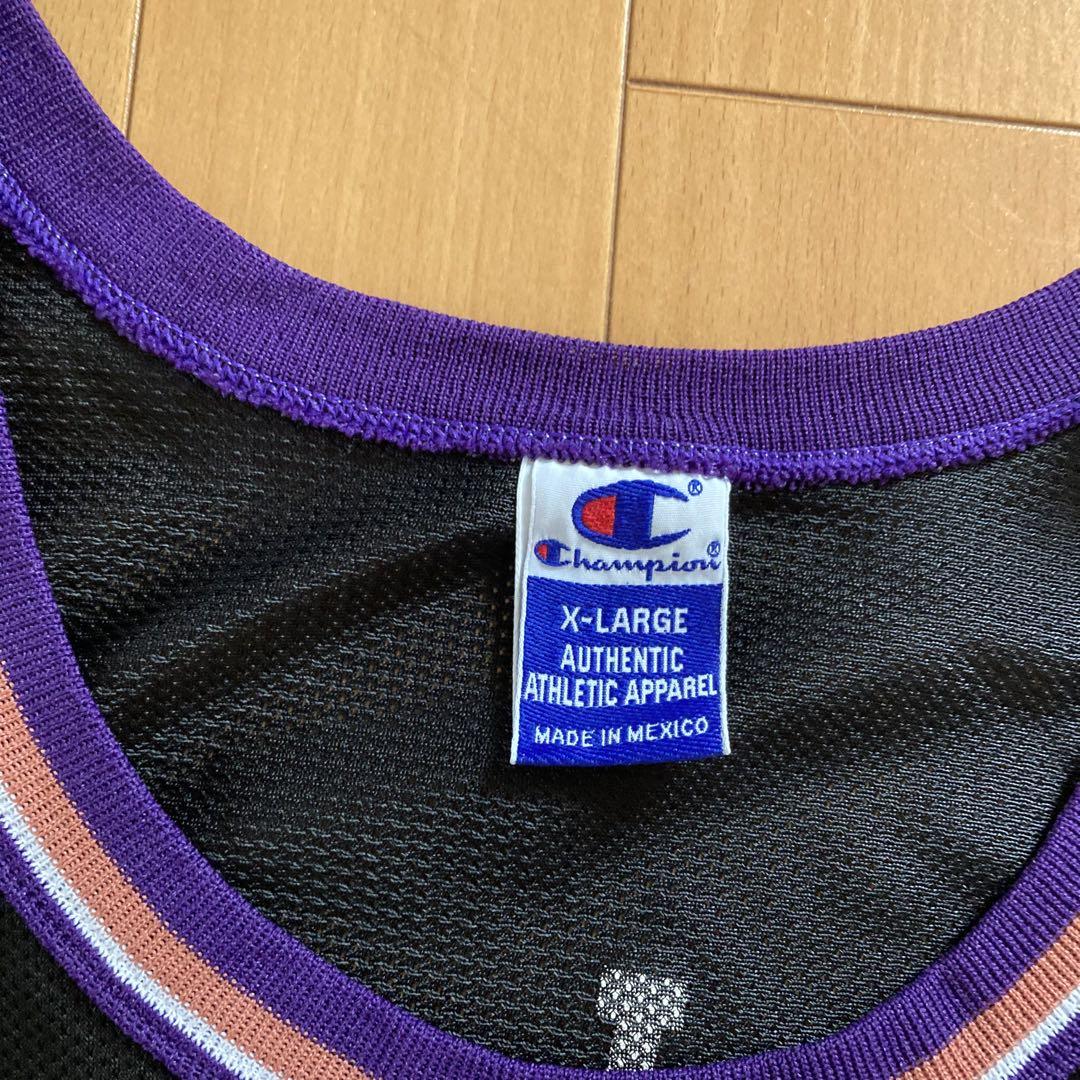 C®
Champion®
X-LARGE
AUTHENTIC
ATHLETIC APPAREL
MADE IN MEXICO